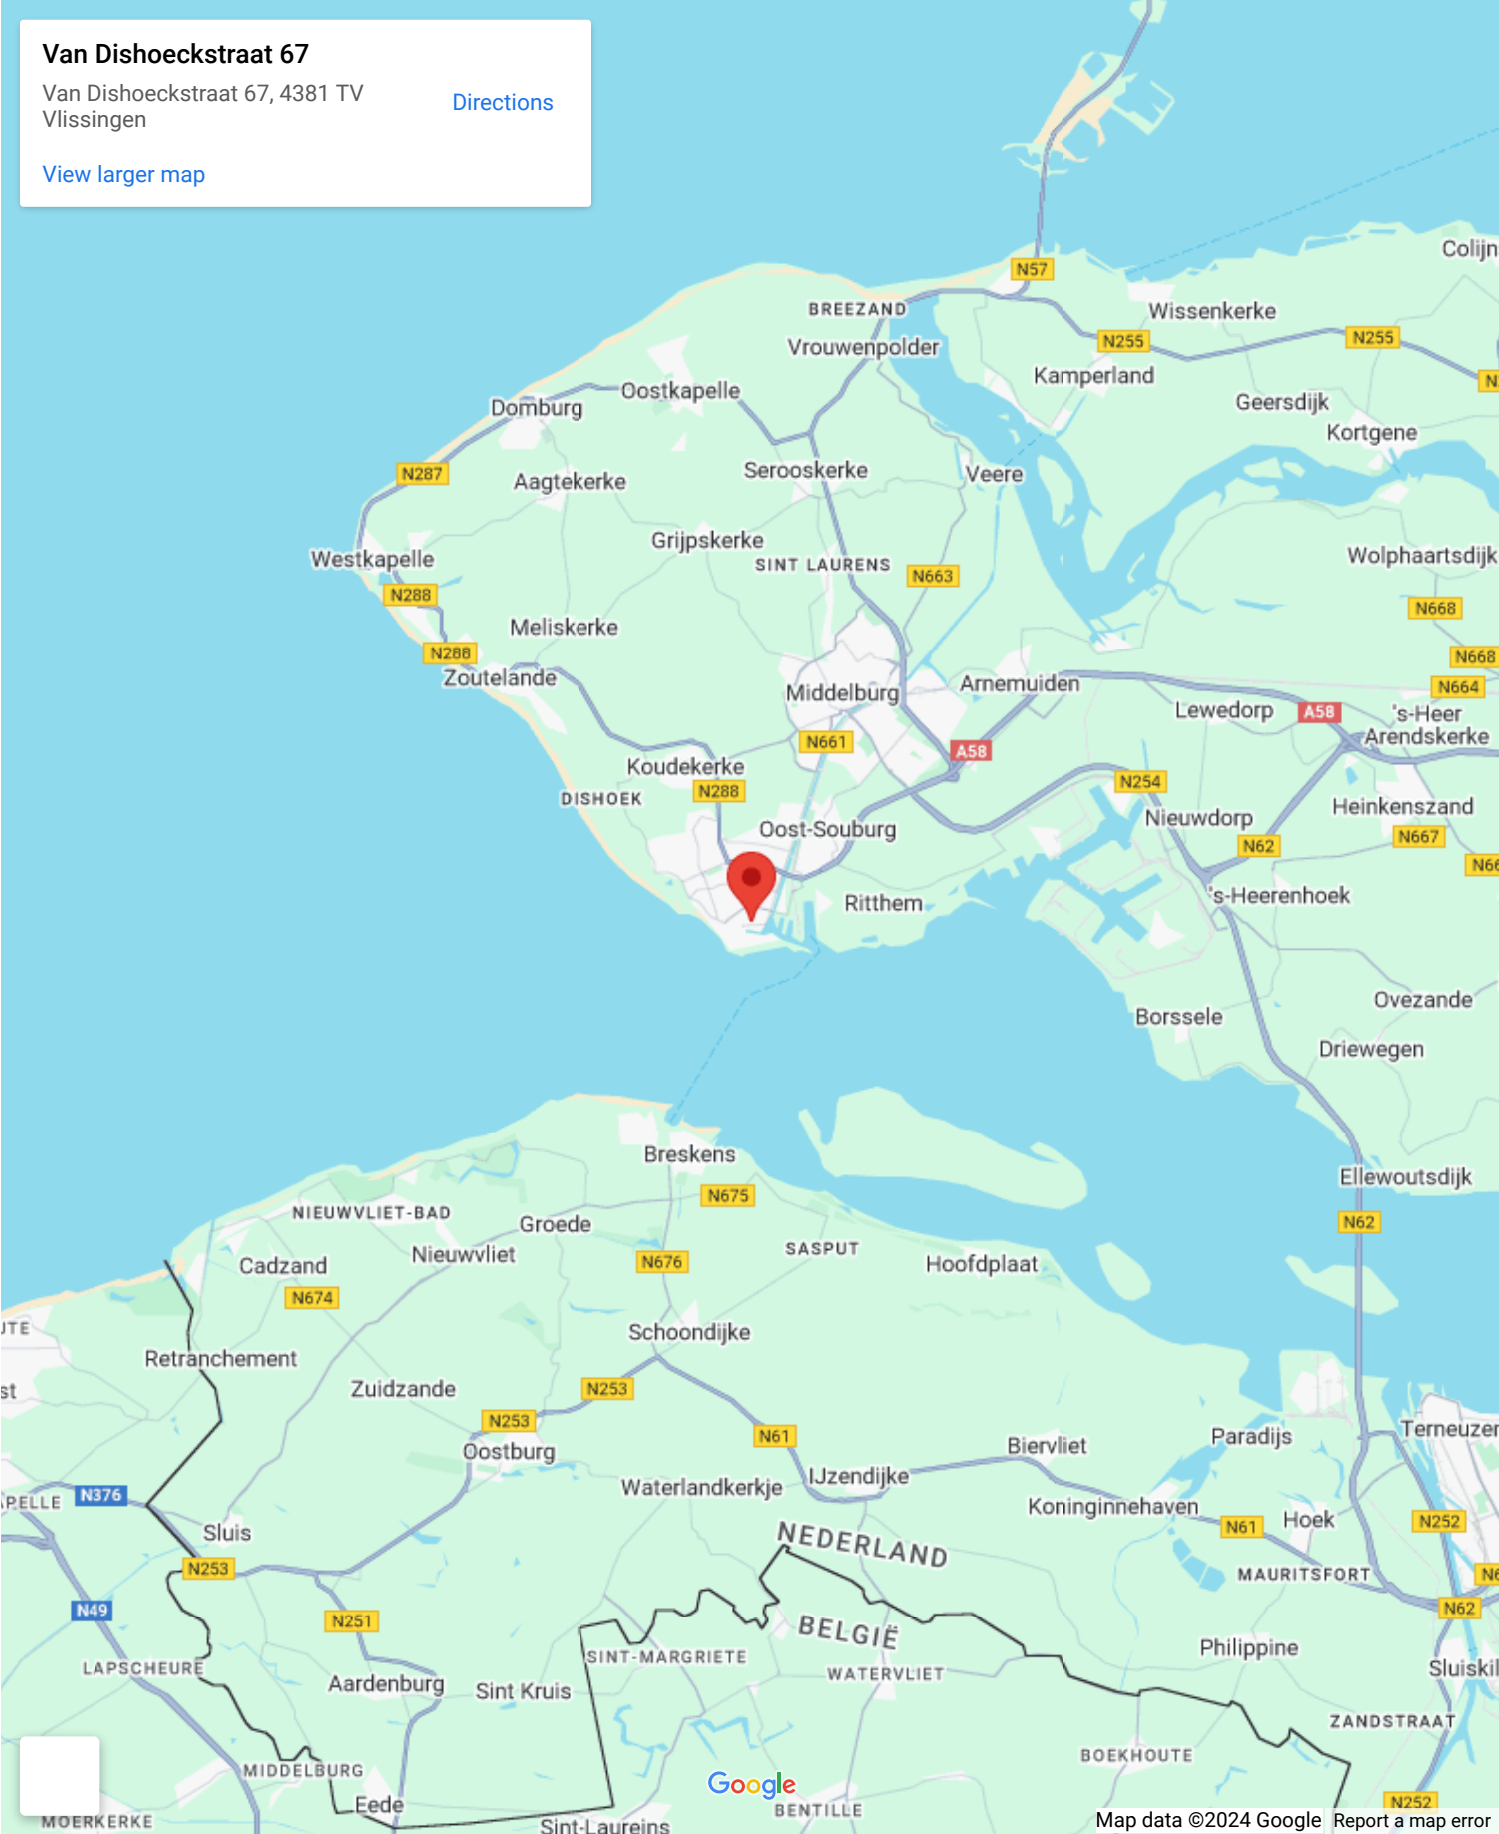 Van Dishoeckstraat 67
Van Dishoeckstraat 67, 4381 TV
Vlissingen
Directions
View larger map
N57
Colijn
BREEZAND
Wissenkerke
Vrouwenpolder
N255
N255
Kamperland
Oostkapelle
Domburg
Geersdijk
Kortgene
N287
Serooskerke
Veere
Aagtekerke
Grijpskerke
Westkapelle
SINT LAURENS
N663
Wolphaartsdijk
N288
N668
Meliskerke
N288
N668
Zoutelande
Middelburg
Arnemuiden
N664
Lewedorp
A58
's-Heer
Arendskerke
N661
A58
Koudekerke
N288
DISHOEK
N254
Nieuwdorp
Heinkenszand
Oost-Souburg
N62
N667
N66
Ritthem
's-Heerenhoek
Ovezande
Borssele
Driewegen
Breskens
Ellewoutsdijk
N675
NIEUWVLIET-BAD
Groede
N62
Nieuwvliet
Cadzand
N676
SASPUT
Hoofdplaat
N674
UTE
Schoondijke
Retranchement
Zuidzande
N253
st
N253
N61
Oostburg
Biervliet
Paradijs
Terneuzen
IJzendijke
Waterlandkerkje
N376
APELLE
Koninginnehaven
Hoek
N61
N252
Sluis
NEDERLAND
N253
MAURITSFORT
N49
N251
N62
BELGIË
SINT-MARGRIETE
WATERVLIET
Philippine
LAPSCHEURE
Aardenburg
Sint Kruis
Sluiskil
ZANDSTRAAT
BOEKHOUTE
MIDDELBURG
Google
Eede
BENTILLE
N252
MOERKERKE
Sint-Laureins
Map data ©2024 Google
Report a map error